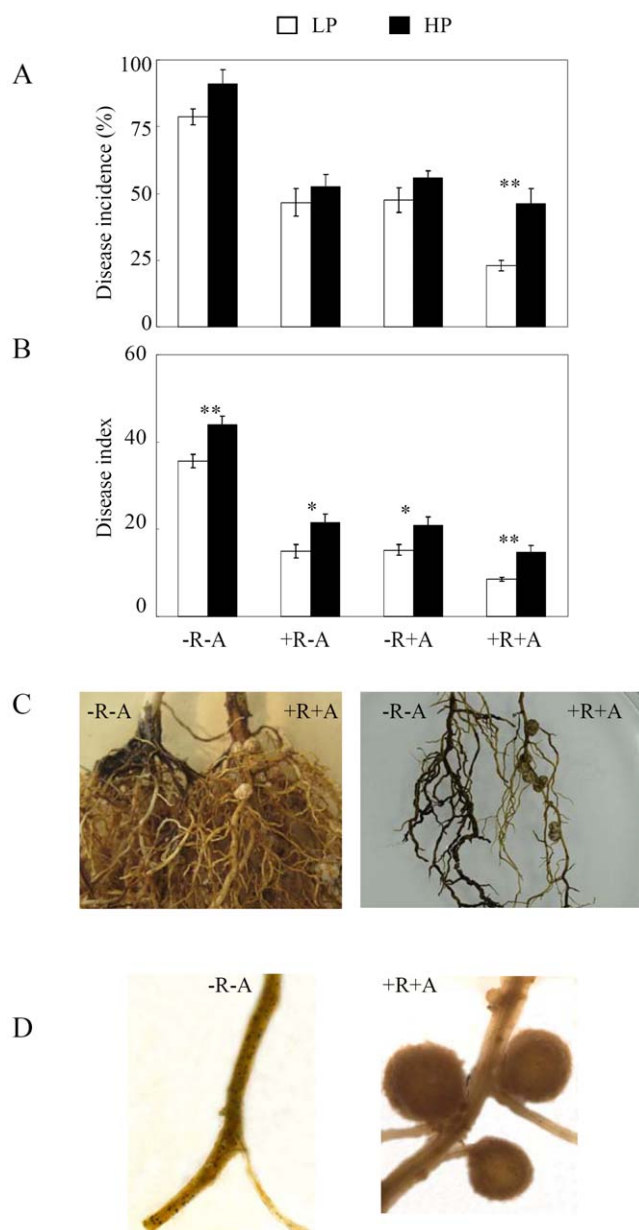 LP HP
A
100
75
50
25
0
Disease incidence (%)
**
B
60
40
20
0
Disease index
** * * **
-R-A +R-A -R+A +R+A
C
-R-A +R+A -R-A +R+A
D
-R-A +R+A